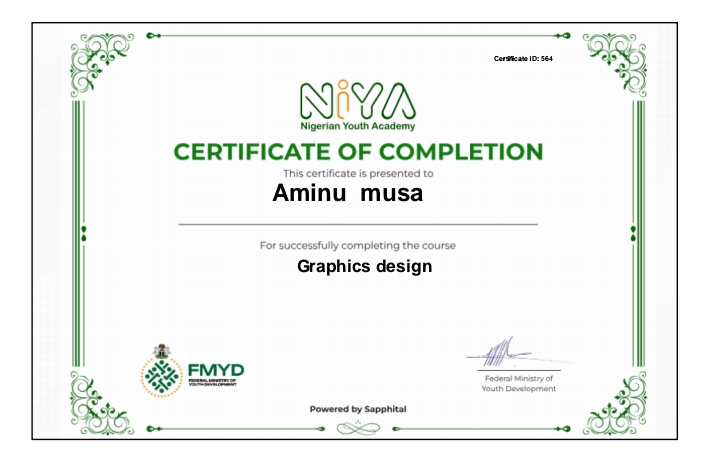 Certificate ID: 564
NiYA
Nigerian Youth Academy
CERTIFICATE OF COMPLETION
This certificate is presented to
Aminu musa
For successfully completing the course
Graphics design
FMYD
FEDERAL MINISTRY OF
YOUTH DEVELOPMENT
Federal Ministry of
Youth Development
Powered by Sapphital